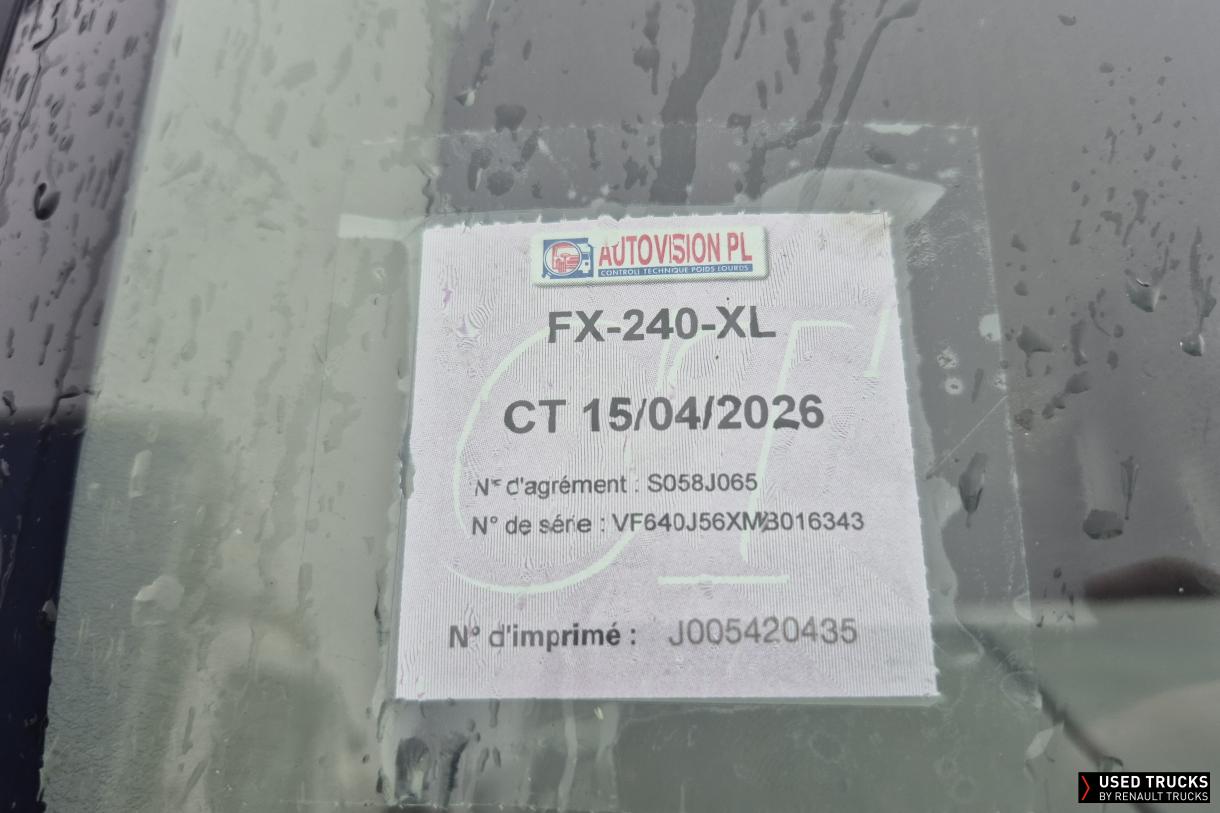 AUTOVISION PL
CONTROLE TECHNIQUE POIDS LOURDS
FX-240-XL
CT 15/04/2026
N° d'agrément : S058J065
N° de série : VF640J56XMB016343
N° d'imprimé : J005420435
CT
USED TRUCKS
BY RENAULT TRUCKS